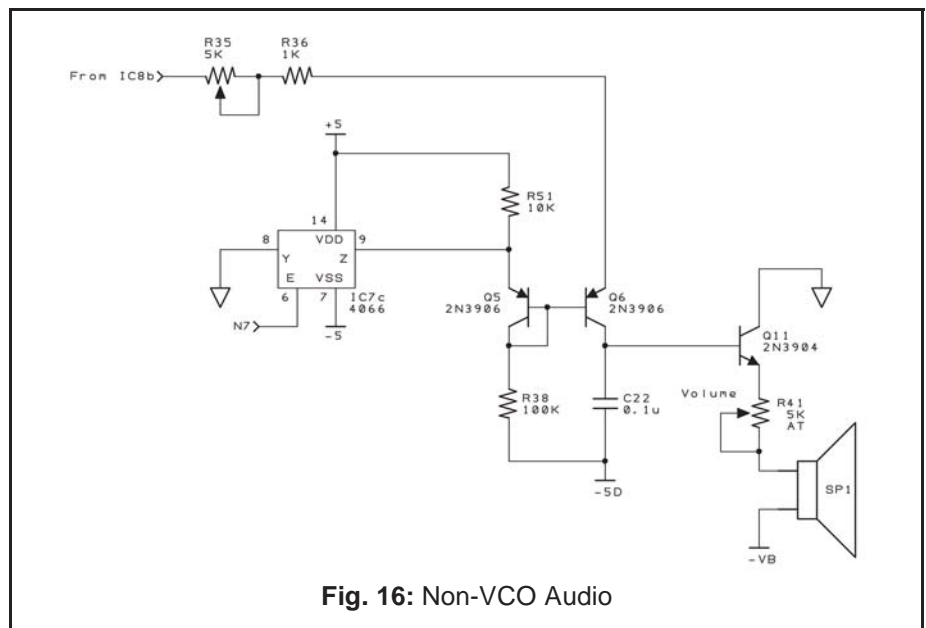 R35
5K
R36
1K
From IC8b
+5
R51
10K
14
8
VDD
9
Y
Z
E
VSS
6
7
IC7c
4066
N7
-5
Q5
2N3906
Q6
2N3906
Q11
2N3904
R38
100K
C22
0.1u
Volume
R41
5K
AT
SP1
-5D
-VB
Fig. 16: Non-VCO Audio